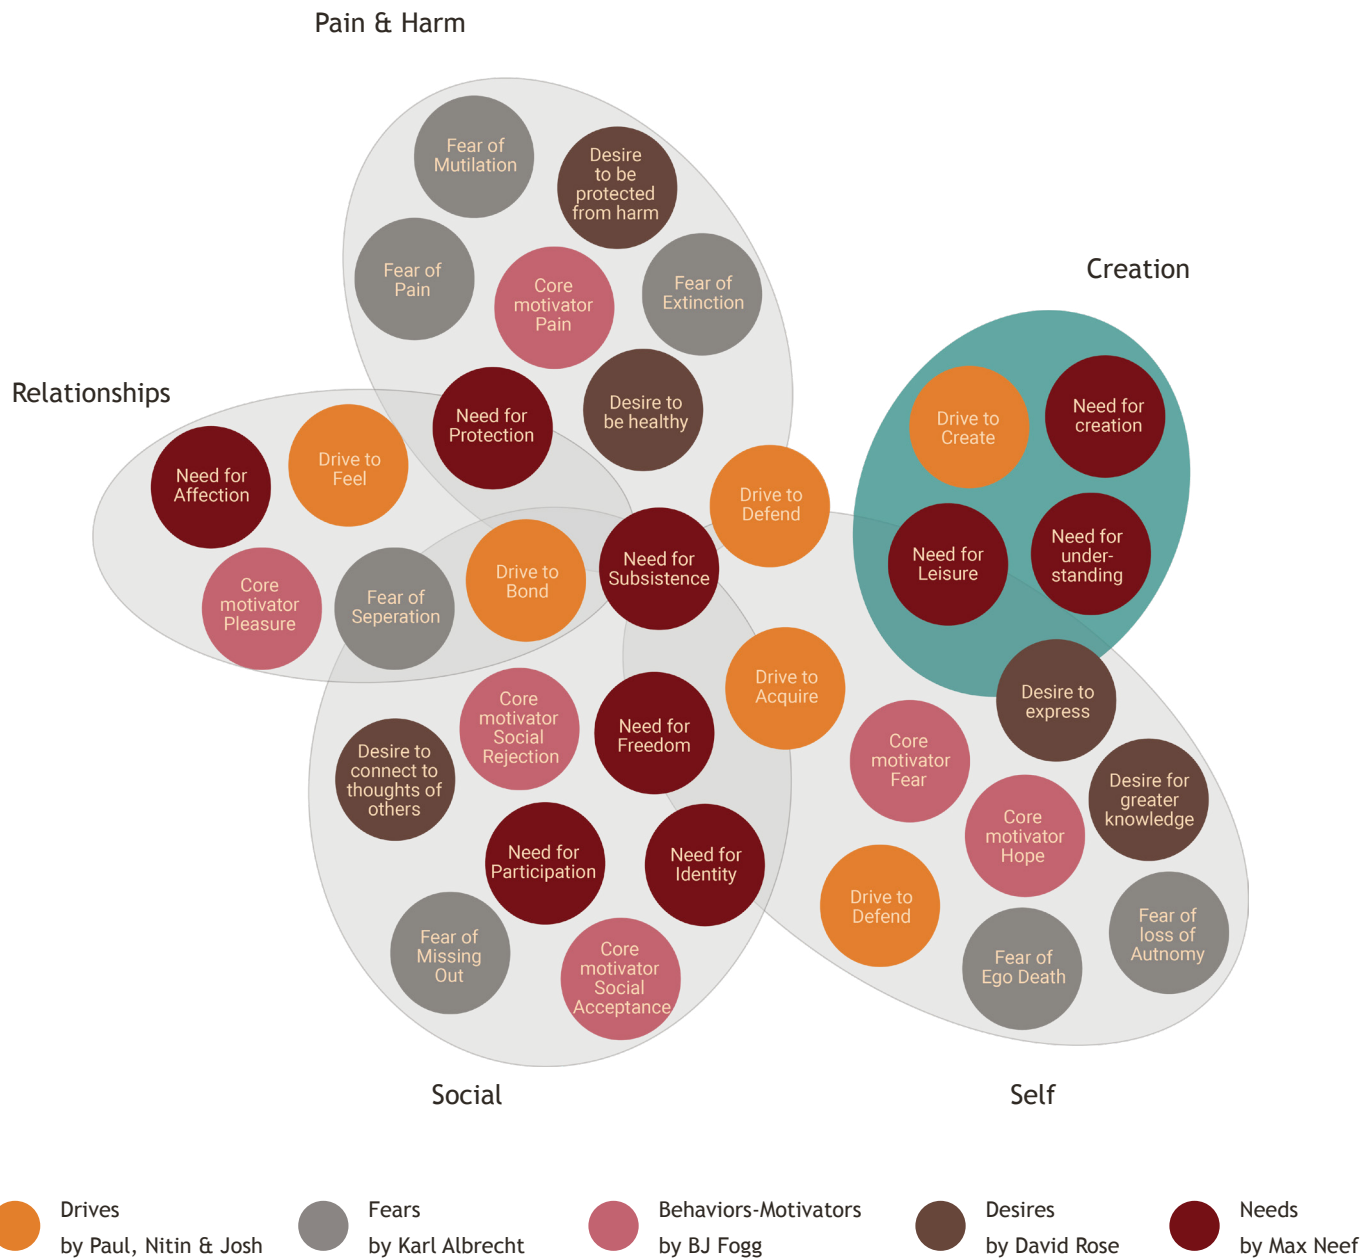 Pain & Harm
Fear of
Mutilation
Desire
to be
protected
from harm
Fear of
Pain
Core
motivator
Pain
Fear of
Extinction
Creation
Relationships
Need for
Protection
Desire to
be healthy
Drive to
Create
Need for
creation
Need for
Affection
Drive to
Feel
Drive to
Defend
Need for
Leisure
Need for
under-
standing
Core
motivator
Pleasure
Fear of
Seperation
Drive to
Bond
Need for
Subsistence
Drive to
Acquire
Desire to
express
Desire to
connect to
thoughts of
others
Core
motivator
Social
Rejection
Need for
Freedom
Core
motivator
Fear
Core
motivator
Hope
Desire for
greater
knowledge
Need for
Participation
Need for
Identity
Drive to
Defend
Fear of
Missing
Out
Core
motivator
Social
Acceptance
Fear of
Ego Death
Fear of
loss of
Autnomy
Social
Self
Drives
by Paul, Nitin & Josh
Fears
by Karl Albrecht
Behaviors-Motivators
by BJ Fogg
Desires
by David Rose
Needs
by Max Neef